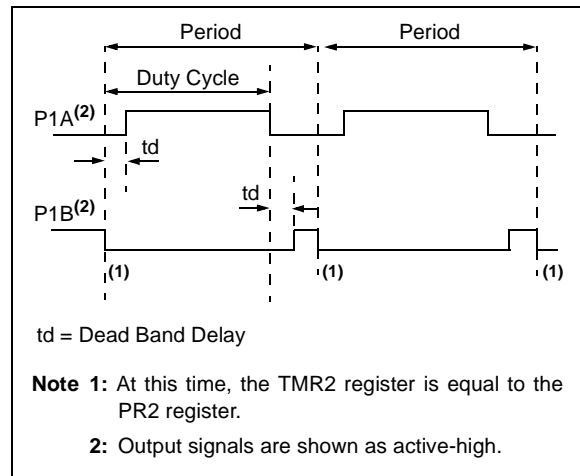 Period Period
Duty Cycle
P1A(2)
td
td
P1B(2)
(1) (1) (1)
td = Dead Band Delay
Note 1: At this time, the TMR2 register is equal to the
PR2 register.
2: Output signals are shown as active-high.